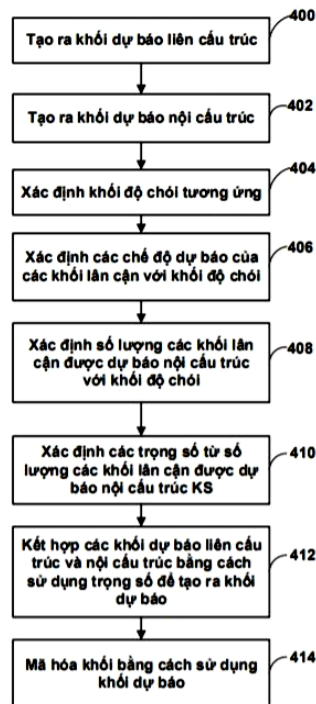 400
Tạo ra khối dự báo liên cấu trúc
402
Tạo ra khối dự báo nội cấu trúc
404
Xác định khối độ chói tương ứng
406
Xác định các chế độ dự báo của
các khối lân cận với khối độ chói
408
Xác định số lượng các khối lân
cận được dự báo nội cấu trúc
với khối độ chói
410
Xác định các trọng số từ số
lượng các khối lân cận được dự
báo nội cấu trúc KS
412
Kết hợp các khối dự báo liên cấu
trúc và nội cấu trúc bằng cách
sử dụng trọng số để tạo ra khối
dự báo
414
Mã hóa khối bằng cách sử dụng
khối dự báo